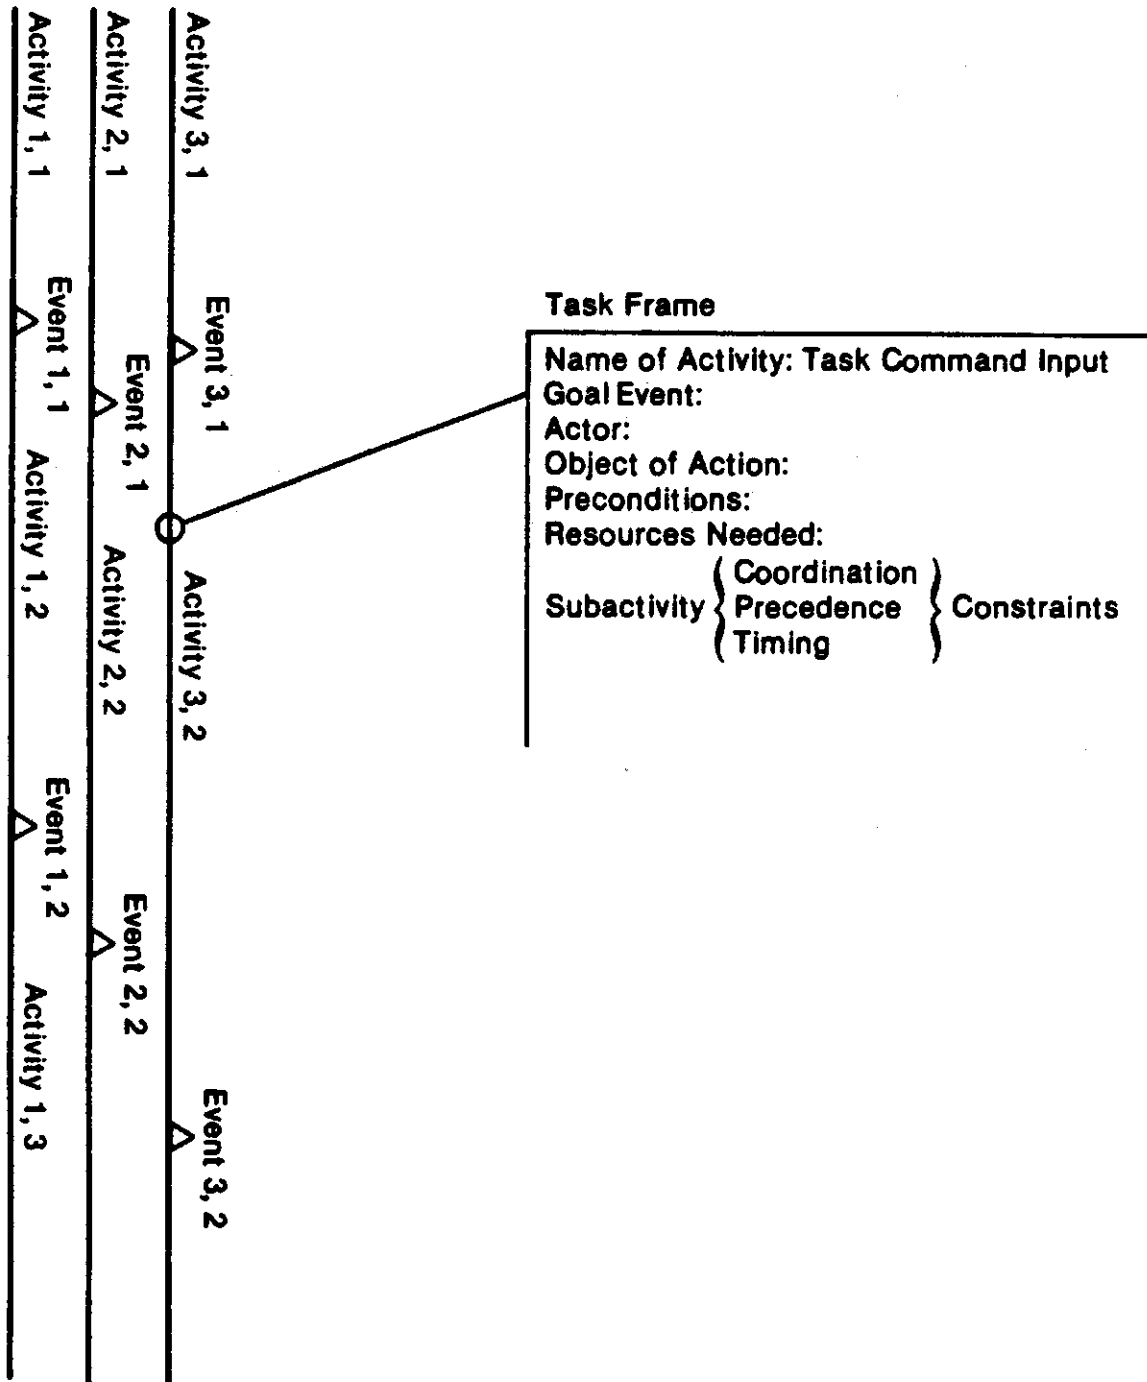 Activity 3, 1
Event 3, 1
Activity 3, 2
Event 3, 2
Activity 2, 1
Event 2, 1
Activity 2, 2
Event 2, 2
Activity 1, 1
Event 1, 1
Activity 1, 2
Event 1, 2
Activity 1, 3
Task Frame
Name of Activity: Task Command Input
Goal Event:
Actor:
Object of Action:
Preconditions:
Resources Needed:
Coordination
Subactivity { Precedence } Constraints
Timing